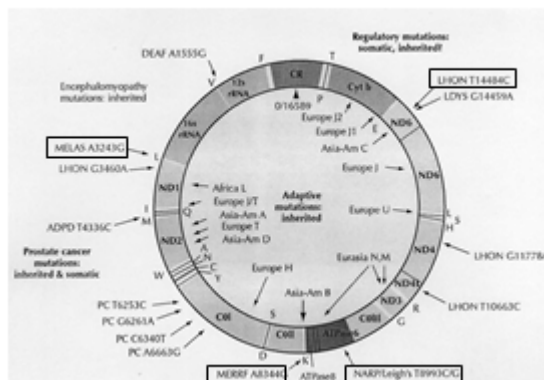 Regulatory mutations:
somatic, inherited?
DEAF A1555G
F
T
V
12s
rRNA
CR
Cyt b
0/16589
P
LHON T14484C
LDYS G14459A
Encephalomyopathy
mutations: inherited
16s
rRNA
Europe J2
Europe J1
E
ND6
Asia-Am C
MELAS A3243G
L
LHON G3460A
ND1
Africa L
Europe J/T
Adaptive
mutations:
inherited
Europe J
Europe U
L
S
H
I
M
Q
ADPD T4336C
Asia-Am A
Europe T
Asia-Am D
ND2
A
N
C
Y
W
ND4
LHON G11778A
Prostate cancer
mutations:
inherited & somatic
Europe H
Eurasia N,M
Asia-Am B
ND4L
R
LHON T10663C
ND3
G
PC T6253C
PC G6261A
PC C6340T
PC A6663G
COI
S
D
COII
K
ATPase8
ATPase6
COIII
MERRF A8344G
NARP/Leigh's T8993C/G